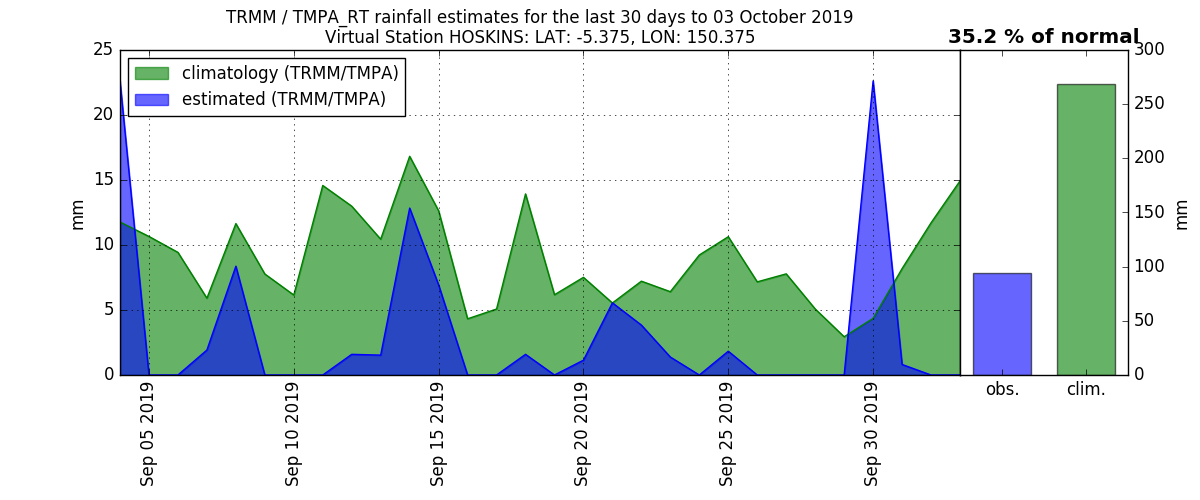 TRMM / TMPA_RT rainfall estimates for the last 30 days to 03 October 2019
Virtual Station HOSKINS: LAT: -5.375, LON: 150.375
35.2 % of normal
climatology (TRMM/TMPA)
estimated (TRMM/TMPA)
25
20
15
10
5
0
mm
Sep 05 2019
Sep 10 2019
Sep 15 2019
Sep 20 2019
Sep 25 2019
Sep 30 2019
obs.
clim.
300
250
200
150
100
50
0
mm